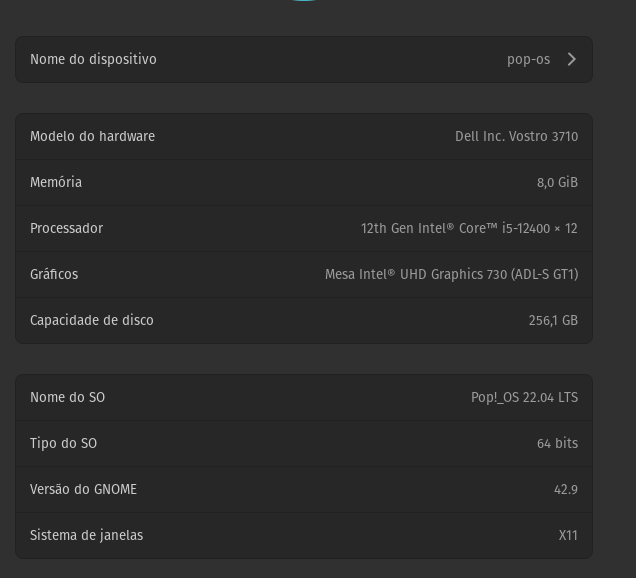 Nome do dispositivo pop-os
Modelo do hardware Dell Inc. Vostro 3710
Memória 8,0 GiB
Processador 12th Gen Intel® Core™ i5-12400 × 12
Gráficos Mesa Intel® UHD Graphics 730 (ADL-S GT1)
Capacidade de disco 256,1 GB
Nome do SO Pop!_OS 22.04 LTS
Tipo do SO 64 bits
Versão do GNOME 42.9
Sistema de janelas X11